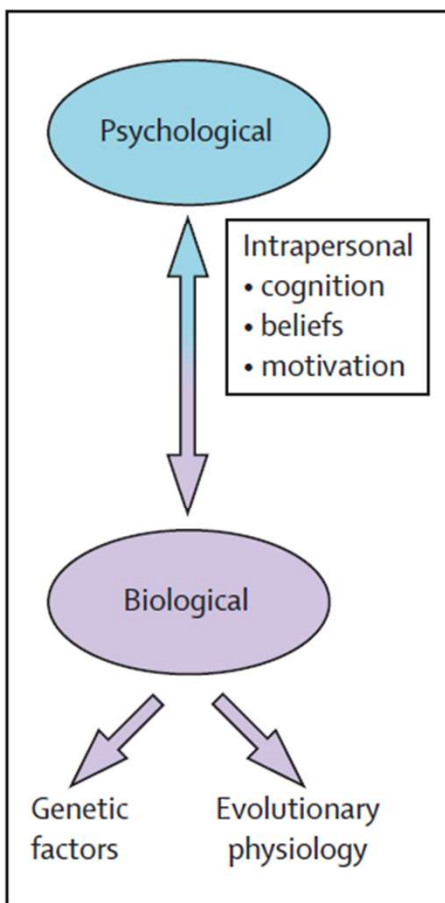 Psychological
Intrapersonal
• cognition
• beliefs
• motivation
Biological
Genetic
factors
Evolutionary
physiology